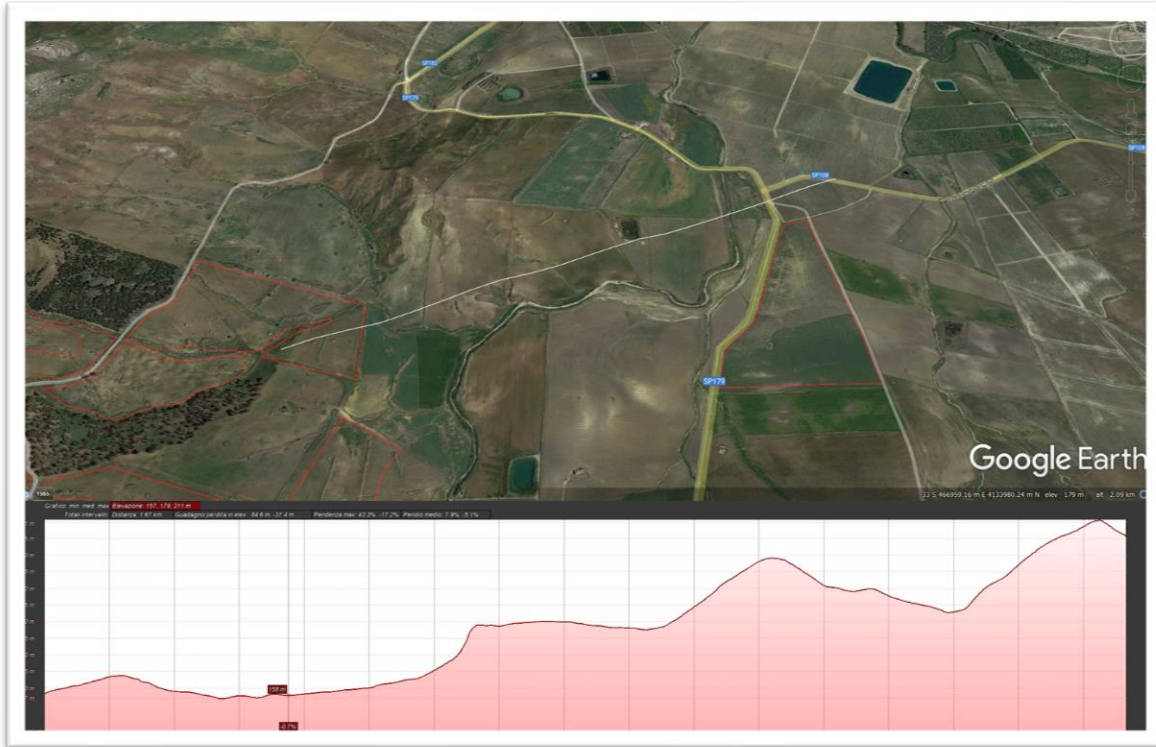 SP182
SP179
SP108
SP108
SP179
Google Earth
1986
33 S 466959.16 m E 4133980.24 m N elev 179 m alt 2.09 km
Grafico: min, med, max Elevazione: 157, 178, 211 m
Totali intervallo: Distanza: 1.67 km Guadagno/perdita in elev.: 84.6 m, -37.4 m Pendenza max: 43.3%, -17.2% Pendio medio: 7.9%, -5.1%
158 m
-0.7%